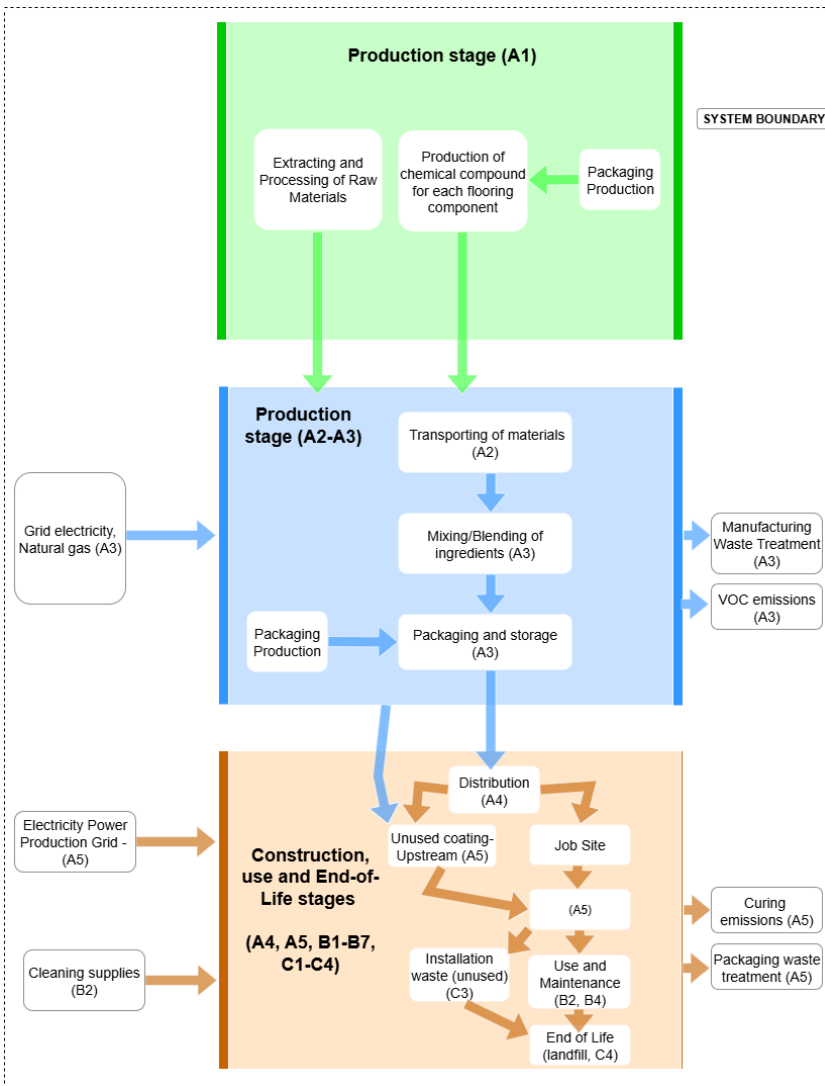 Production stage (A1)
SYSTEM BOUNDARY
Extracting and
Processing of Raw
Materials
Production of
chemical compound
for each flooring
component
Packaging
Production
Production
stage (A2-A3)
Transporting of materials
(A2)
Grid electricity,
Natural gas (A3)
Mixing/Blending of
ingredients (A3)
Manufacturing
Waste Treatment
(A3)
VOC emissions
(A3)
Packaging
Production
Packaging and storage
(A3)
Distribution
(A4)
Electricity Power
Production Grid -
(A5)
Unused coating-
Upstream (A5)
Job Site
Construction,
use and End-of-
Life stages
(A4, A5, B1-B7,
C1-C4)
(A5)
Curing
emissions (A5)
Cleaning supplies
(B2)
Installation
waste (unused)
(C3)
Use and
Maintenance
(B2, B4)
Packaging waste
treatment (A5)
End of Life
(landfill, C4)